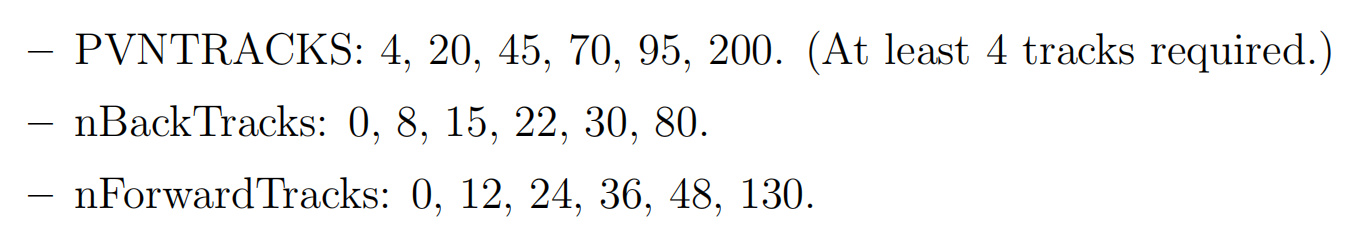 – PVNTRACKS: 4, 20, 45, 70, 95, 200. (At least 4 tracks required.)
– nBackTracks: 0, 8, 15, 22, 30, 80.
– nForwardTracks: 0, 12, 24, 36, 48, 130.